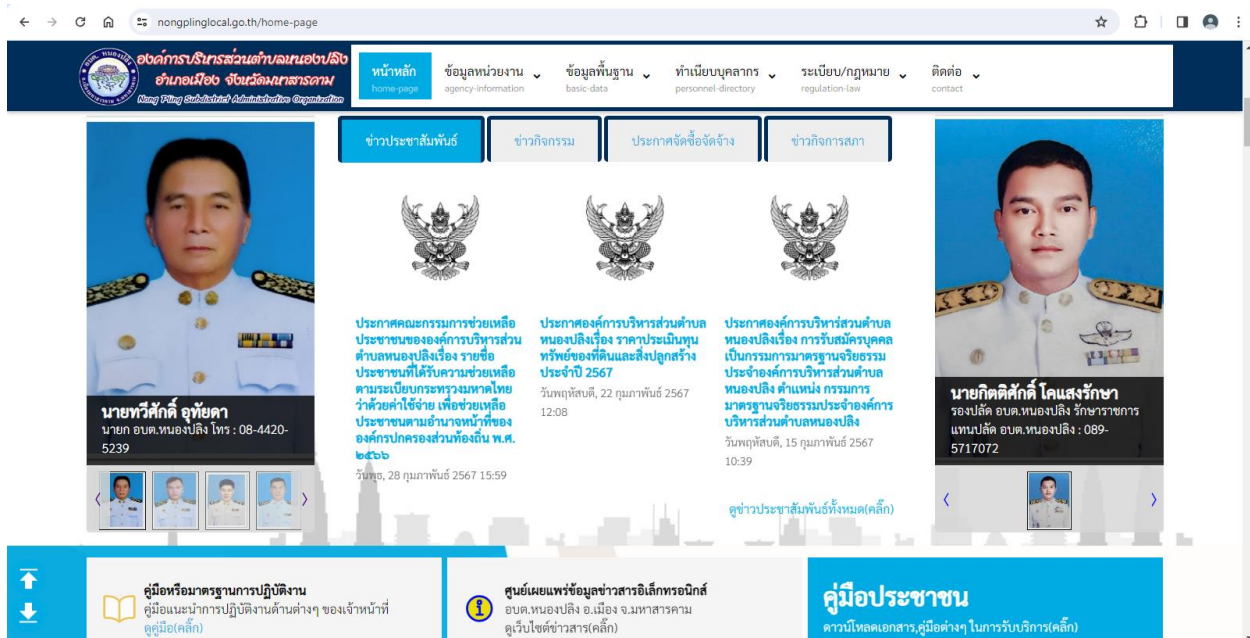 nongplinglocal.go.th/home-page
องค์การบริหารส่วนตำบลหนองปลิง
อำเภอเมือง จังหวัดมหาสารคาม
Nong Pling Subdistrict Administrative Organization
หน้าหลัก
home-page
ข้อมูลหน่วยงาน
agency-information
ข้อมูลพื้นฐาน
basic-data
ทำเนียบบุคลากร
personnel-directory
ระเบียบ/กฎหมาย
regulation-law
ติดต่อ
contact
ข่าวประชาสัมพันธ์
ข่าวกิจกรรม
ประกาศจัดซื้อจัดจ้าง
ข่าวกิจการสภา
นายทวีศักดิ์ อุทัยดา
นายก อบต.หนองปลิง โทร : 08-4420-
5239
ประกาศคณะกรรมการช่วยเหลือ
ประชาชนขององค์การบริหารส่วน
ตำบลหนองปลิงเรื่อง รายชื่อ
ประชาชนที่ได้รับความช่วยเหลือ
ตามระเบียบกระทรวงมหาดไทย
ว่าด้วยค่าใช้จ่าย เพื่อช่วยเหลือ
ประชาชนตามอำนาจหน้าที่ของ
องค์กรปกครองส่วนท้องถิ่น พ.ศ.
๒๕๖๖
วันพุธ, 28 กุมภาพันธ์ 2567 15:59
ประกาศองค์การบริหารส่วนตำบล
หนองปลิงเรื่อง ราคาประเมินทุน
ทรัพย์ของที่ดินและสิ่งปลูกสร้าง
ประจำปี 2567
วันพฤหัสบดี, 22 กุมภาพันธ์ 2567
12:08
ประกาศองค์การบริหาร่สวนตำบล
หนองปลิงเรื่อง การรับสมัครบุคคล
เป็นกรรมการมาตรฐานจริยธรรม
ประจำองค์การบริหารส่วนตำบล
หนองปลิง ตำแหน่ง กรรมการ
มาตรฐานจริยธรรมประจำองค์การ
บริหารส่วนตำบลหนองปลิง
วันพฤหัสบดี, 15 กุมภาพันธ์ 2567
10:39
ดูข่าวประชาสัมพันธ์ทั้งหมด(คลิ๊ก)
นายกิตติศักดิ์ โคแสงรักษา
รองปลัด อบต.หนองปลิง รักษาราชการ
แทนปลัด อบต.หนองปลิง : 089-
5717072
คู่มือหรือมาตรฐานการปฏิบัติงาน
คู่มือแนะนำการปฏิบัติงานด้านต่างๆ ของเจ้าหน้าที่
ดูคู่มือ(คลิ๊ก)
ศูนย์เผยแพร่ข้อมูลข่าวสารอิเล็กทรอนิกส์
อบต.หนองปลิง อ.เมือง จ.มหาสารคาม
ดูเว็บไซต์ข่าวสาร(คลิ๊ก)
คู่มือประชาชน
ดาวน์โหลดเอกสาร,คู่มือต่างๆ ในการรับบริการ(คลิ๊ก)